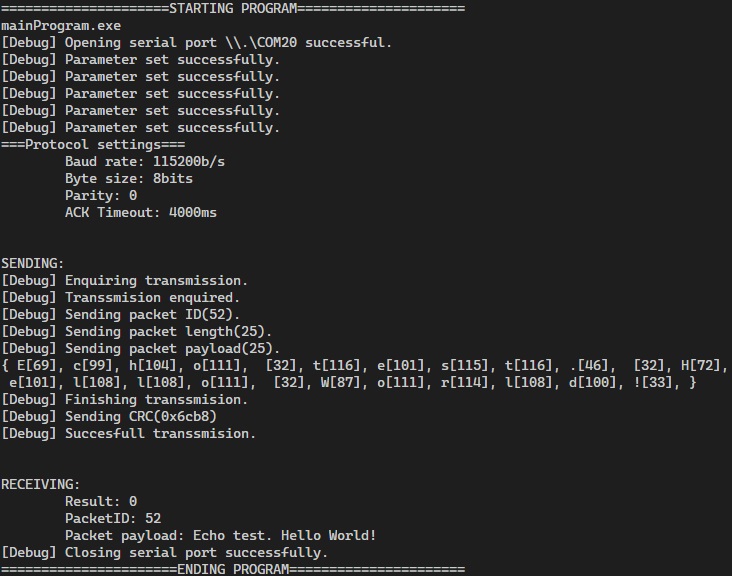 =====================STARTING PROGRAM=====================
mainProgram.exe
[Debug] Opening serial port \\.\COM20 successful.
[Debug] Parameter set successfully.
[Debug] Parameter set successfully.
[Debug] Parameter set successfully.
[Debug] Parameter set successfully.
[Debug] Parameter set successfully.
===Protocol settings===
        Baud rate: 115200b/s
        Byte size: 8bits
        Parity: 0
        ACK Timeout: 4000ms


SENDING:
[Debug] Enquiring transmission.
[Debug] Transsmision enquired.
[Debug] Sending packet ID(52).
[Debug] Sending packet length(25).
[Debug] Sending packet payload(25).
{ E[69], c[99], h[104], o[111],  [32], t[116], e[101], s[115], t[116], .[46],  [32], H[72],
 e[101], l[108], l[108], o[111],  [32], W[87], o[111], r[114], l[108], d[100], ![33], }
[Debug] Finishing transsmision.
[Debug] Sending CRC(0x6cb8)
[Debug] Succesfull transsmision.


RECEIVING:
        Result: 0
        PacketID: 52
        Packet payload: Echo test. Hello World!
[Debug] Closing serial port successfully.
======================ENDING PROGRAM======================